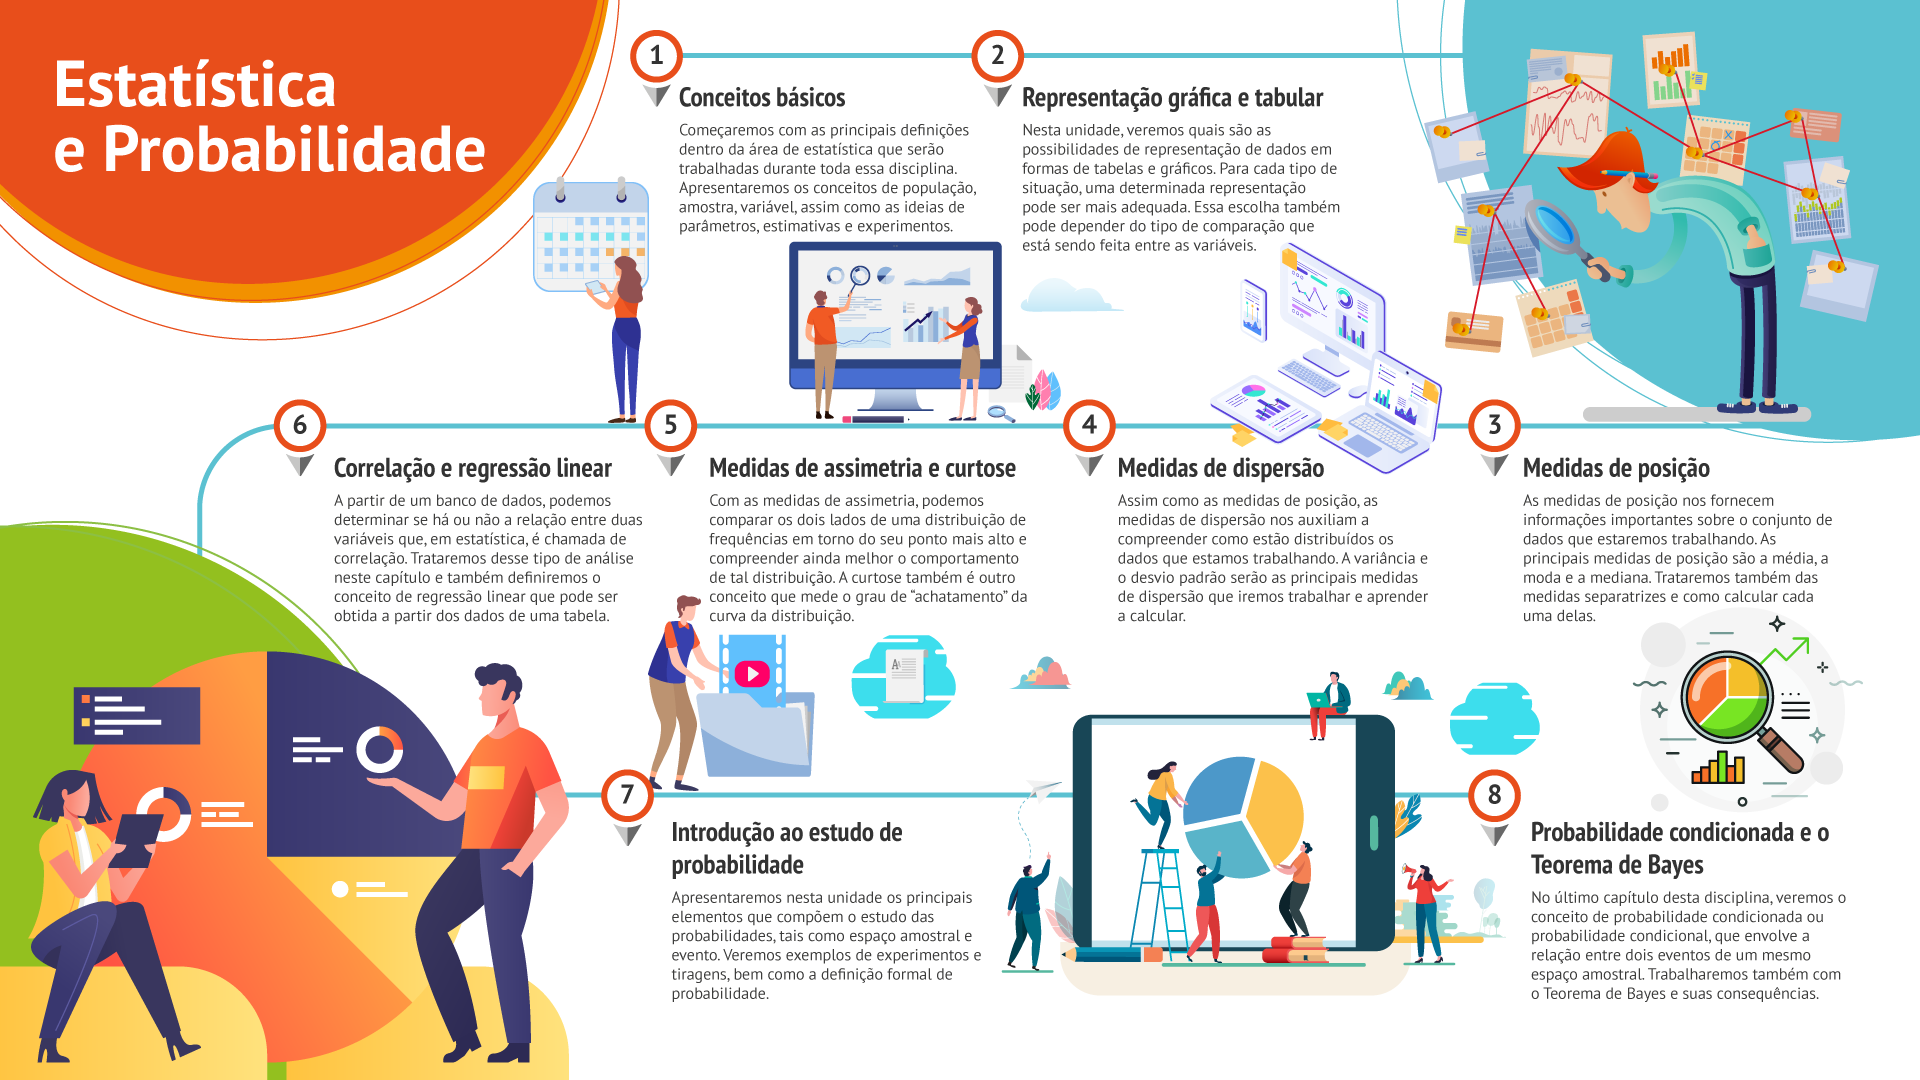 Estatística
e Probabilidade
1
Conceitos básicos
Começaremos com as principais definições
dentro da área de estatística que serão
trabalhadas durante toda essa disciplina.
Apresentaremos os conceitos de população,
amostra, variável, assim como as ideias de
parâmetros, estimativas e experimentos.
2
Representação gráfica e tabular
Nesta unidade, veremos quais são as
possibilidades de representação de dados em
formas de tabelas e gráficos. Para cada tipo de
situação, uma determinada representação
pode ser mais adequada. Essa escolha também
pode depender do tipo de comparação que
está sendo feita entre as variáveis.
3
Medidas de posição
As medidas de posição nos fornecem
informações importantes sobre o conjunto de
dados que estaremos trabalhando. As
principais medidas de posição são a média, a
moda e a mediana. Trataremos também das
medidas separatrizes e como calcular cada
uma delas.
4
Medidas de dispersão
Assim como as medidas de posição, as
medidas de dispersão nos auxiliam a
compreender como estão distribuídos os
dados que estamos trabalhando. A variância e
o desvio padrão serão as principais medidas
de dispersão que iremos trabalhar e aprender
a calcular.
5
Medidas de assimetria e curtose
Com as medidas de assimetria, podemos
comparar os dois lados de uma distribuição de
frequências em torno do seu ponto mais alto e
compreender ainda melhor o comportamento
de tal distribuição. A curtose também é outro
conceito que mede o grau de “achatamento” da
curva da distribuição.
A
6
Correlação e regressão linear
A partir de um banco de dados, podemos
determinar se há ou não a relação entre duas
variáveis que, em estatística, é chamada de
correlação. Trataremos desse tipo de análise
neste capítulo e também definiremos o
conceito de regressão linear que pode ser
obtida a partir dos dados de uma tabela.
7
Introdução ao estudo de
probabilidade
Apresentaremos nesta unidade os principais
elementos que compõem o estudo das
probabilidades, tais como espaço amostral e
evento. Veremos exemplos de experimentos e
tiragens, bem como a definição formal de
probabilidade.
8
Probabilidade condicionada e o
Teorema de Bayes
No último capítulo desta disciplina, veremos o
conceito de probabilidade condicionada ou
probabilidade condicional, que envolve a
relação entre dois eventos de um mesmo
espaço amostral. Trabalharemos também com
o Teorema de Bayes e suas consequências.